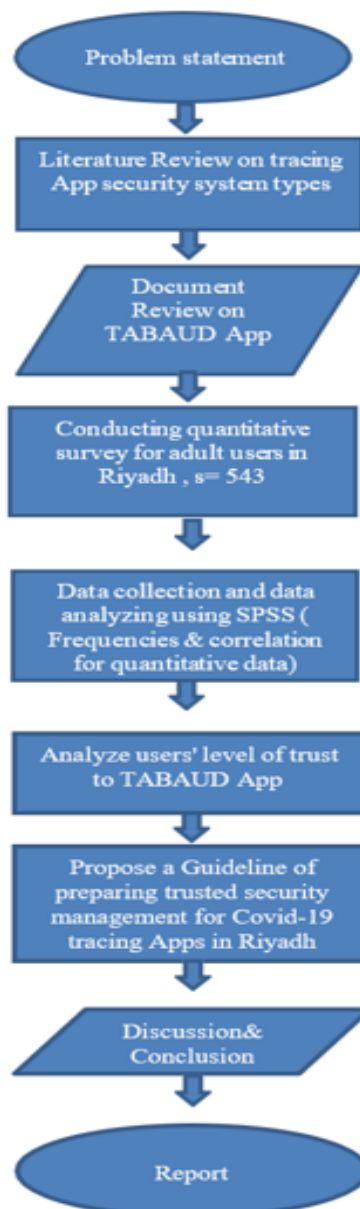 Problem statement
Literature Review on tracing
App security system types
Document
Review on
TABAUD App
Conducting quantitative
survey for adult users in
Riyadh , s= 543
Data collection and data
analyzing using SPSS (
Frequencies & correlation
for quantitative data)
Analyze users' level of trust
to TABAUD App
Propose a Guideline of
preparing trusted security
management for Covid-19
tracing Apps in Riyadh
Discussion&
Conclusion
Report